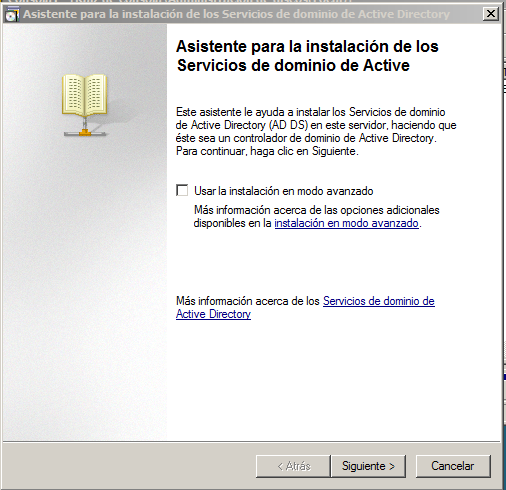 Asistente para la instalación de los Servicios de dominio de Active Directory
Asistente para la instalación de los
Servicios de dominio de Active
Este asistente le ayuda a instalar los Servicios de dominio
de Active Directory (AD DS) en este servidor, haciendo que
éste sea un controlador de dominio de Active Directory.
Para continuar, haga clic en Siguiente.
Usar la instalación en modo avanzado
Más información acerca de las opciones adicionales
disponibles en la instalación en modo avanzado.
Más información acerca de los Servicios de dominio de
Active Directory
< Atrás
Siguiente >
Cancelar